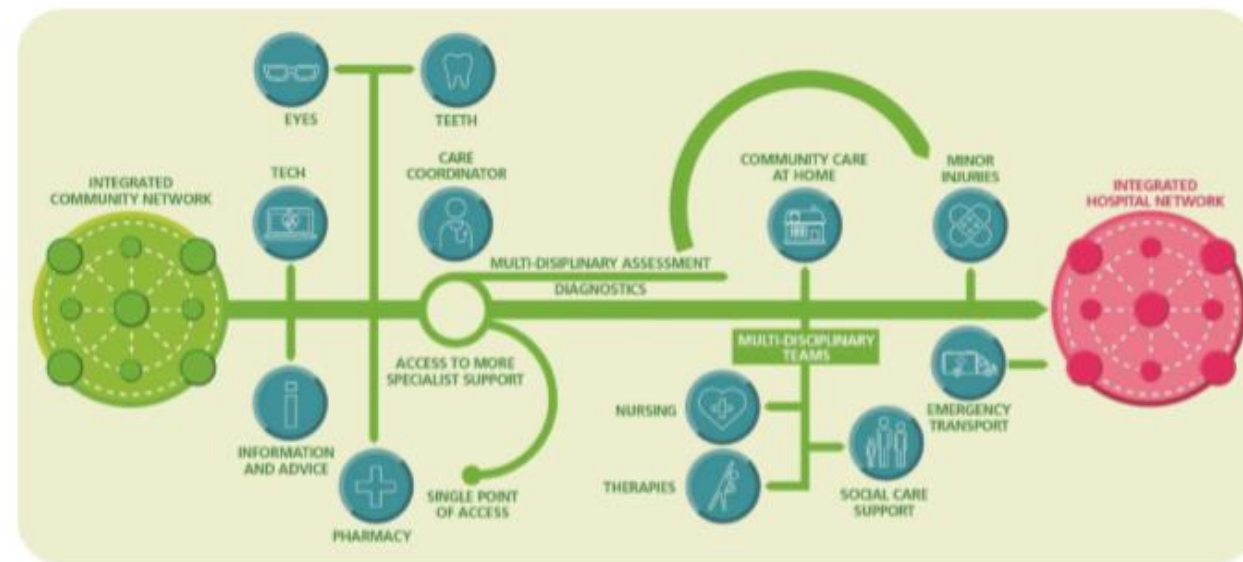 EYES
TEETH
INTEGRATED
COMMUNITY NETWORK
TECH
CARE
COORDINATOR
COMMUNITY CARE
AT HOME
MINOR
INJURIES
INTEGRATED
HOSPITAL NETWORK
MULTI-DISIPLINARY ASSESSMENT
DIAGNOSTICS
ACCESS TO MORE
SPECIALIST SUPPORT
MULTI-DISCIPLINARY
TEAMS
NURSING
EMERGENCY
TRANSPORT
INFORMATION
AND ADVICE
THERAPIES
SINGLE POINT
OF ACCESS
SOCIAL CARE
SUPPORT
PHARMACY